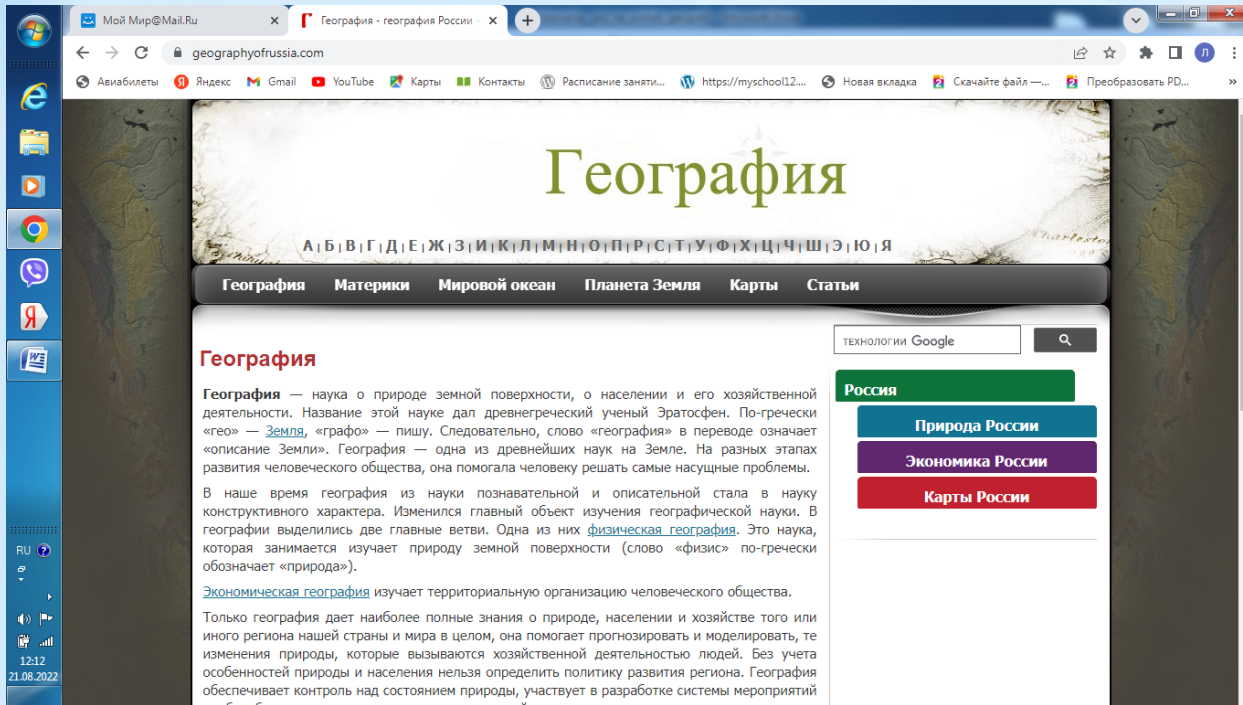 Мой Мир@Mail.Ru
География - география России -
geographyofrussia.com
Л
Авиабилеты Яндекс Gmail YouTube Карты Контакты Расписание заняти... https://myschool12.... Новая вкладка Скачайте файл —... Преобразовать PD... »
География
А Б В Г Д Е Ж З И К Л М Н О П Р С Т У Ф Х Ц Ч Ш Э Ю Я
География Материки Мировой океан Планета Земля Карты Статьи
География
География — наука о природе земной поверхности, о населении и его хозяйственной
деятельности. Название этой науке дал древнегреческий ученый Эратосфен. По-гречески
«гео» — Земля, «графо» — пишу. Следовательно, слово «география» в переводе означает
«описание Земли». География — одна из древнейших наук на Земле. На разных этапах
развития человеческого общества, она помогала человеку решать самые насущные проблемы.
В наше время география из науки познавательной и описательной стала в науку
конструктивного характера. Изменился главный объект изучения географической науки. В
географии выделились две главные ветви. Одна из них физическая география. Это наука,
которая занимается изучает природу земной поверхности (слово «физис» по-гречески
обозначает «природа»).
Экономическая география изучает территориальную организацию человеческого общества.
Только география дает наиболее полные знания о природе, населении и хозяйстве того или
иного региона нашей страны и мира в целом, она помогает прогнозировать и моделировать, те
изменения природы, которые вызываются хозяйственной деятельностью людей. Без учета
особенностей природы и населения нельзя определить политику развития региона. География
обеспечивает контроль над состоянием природы, участвует в разработке системы мероприятий
технологии Google
Россия
Природа России
Экономика России
Карты России
RU
12:12
21.08.2022